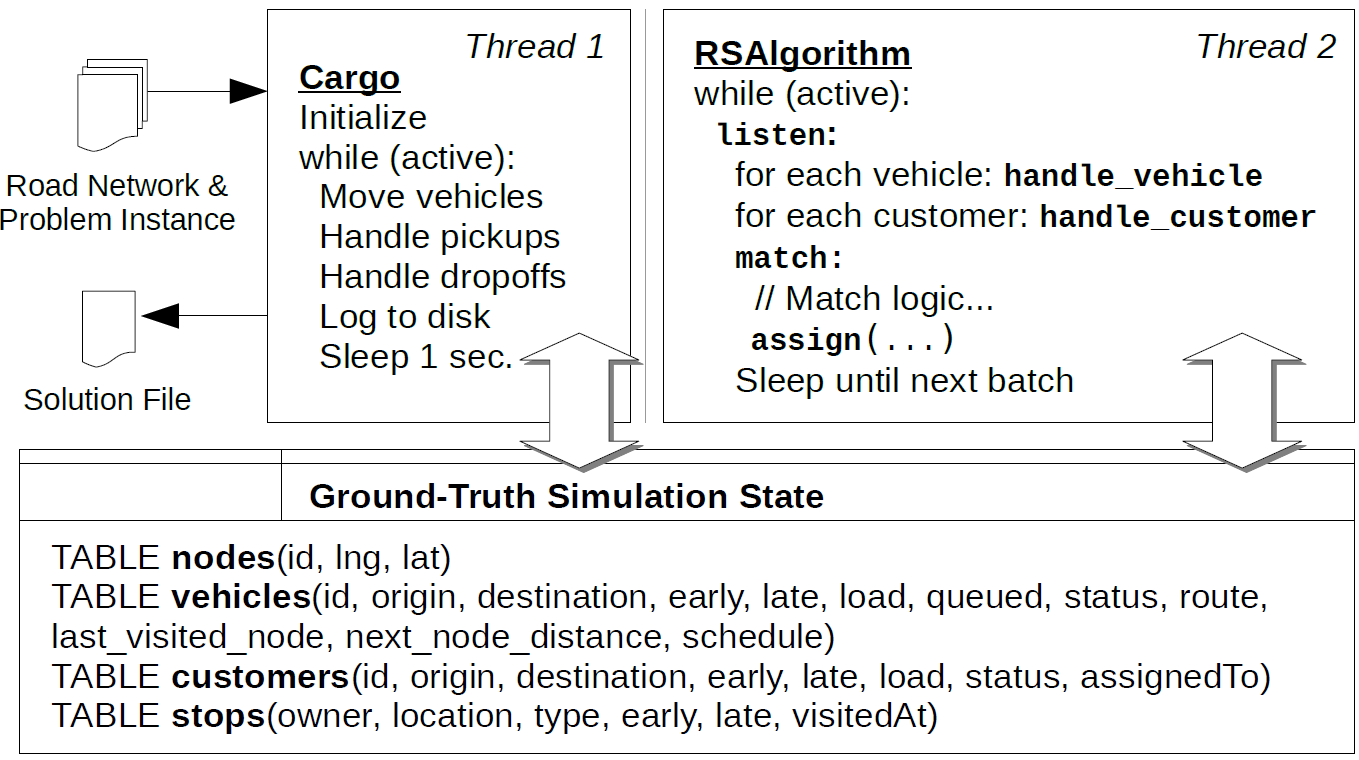 Road Network &
Problem Instance
Solution File
Thread 1
Cargo
Initialize
while (active):
Move vehicles
Handle pickups
Handle dropoffs
Log to disk
Sleep 1 sec.
Thread 2
RSAlgorithm
while (active):
listen:
for each vehicle: handle_vehicle
for each customer: handle_customer
match:
// Match logic...
assign(...)
Sleep until next batch
Ground-Truth Simulation State
TABLE nodes(id, lng, lat)
TABLE vehicles(id, origin, destination, early, late, load, queued, status, route,
last_visited_node, next_node_distance, schedule)
TABLE customers(id, origin, destination, early, late, load, status, assignedTo)
TABLE stops(owner, location, type, early, late, visitedAt)